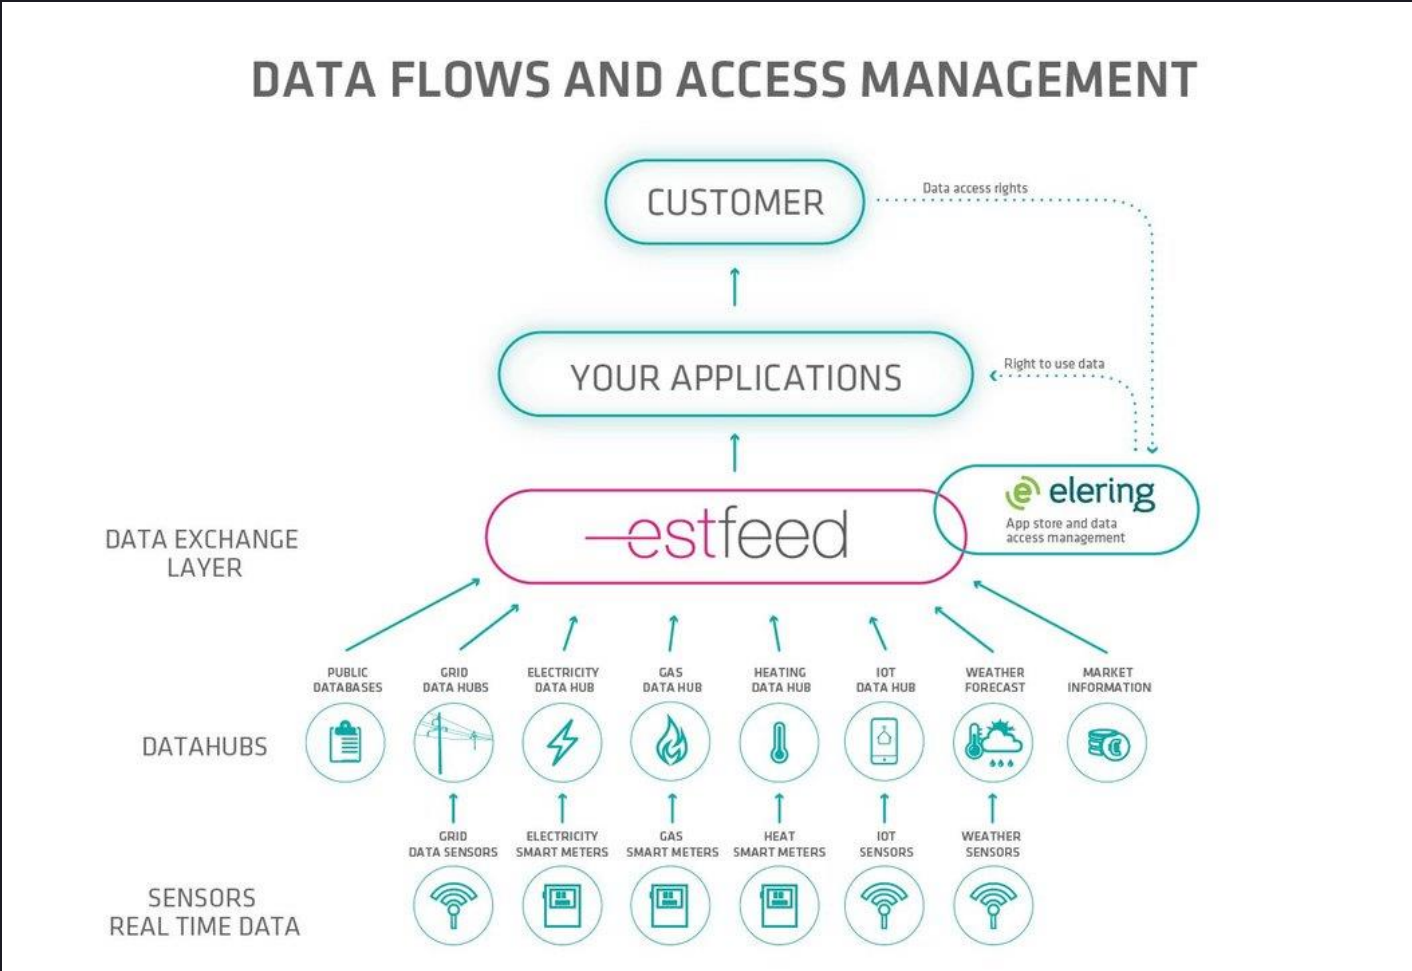 DATA FLOWS AND ACCESS MANAGEMENT
CUSTOMER
Data access rights
YOUR APPLICATIONS
Right to use data
estfeed
e elering
App store and data
access management
DATA EXCHANGE
LAYER
PUBLIC
DATABASES
GRID
DATA HUBS
ELECTRICITY
DATA HUB
GAS
DATA HUB
HEATING
DATA HUB
IOT
DATA HUB
WEATHER
FORECAST
MARKET
INFORMATION
DATAHUBS
GRID
DATA SENSORS
ELECTRICITY
SMART METERS
GAS
SMART METERS
HEAT
SMART METERS
IOT
SENSORS
WEATHER
SENSORS
SENSORS
REAL TIME DATA